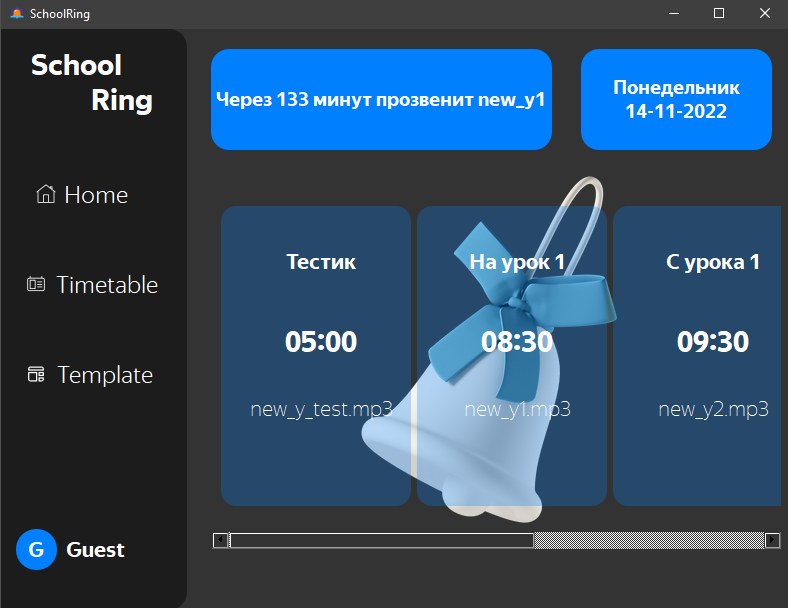 SchoolRing
School
Ring
Home
Timetable
Template
G
Guest
Через 133 минут прозвенит new_y1
Понедельник
14-11-2022
Тестик
05:00
new_y_test.mp3
На урок 1
08:30
new_y1.mp3
С урока 1
09:30
new_y2.mp3